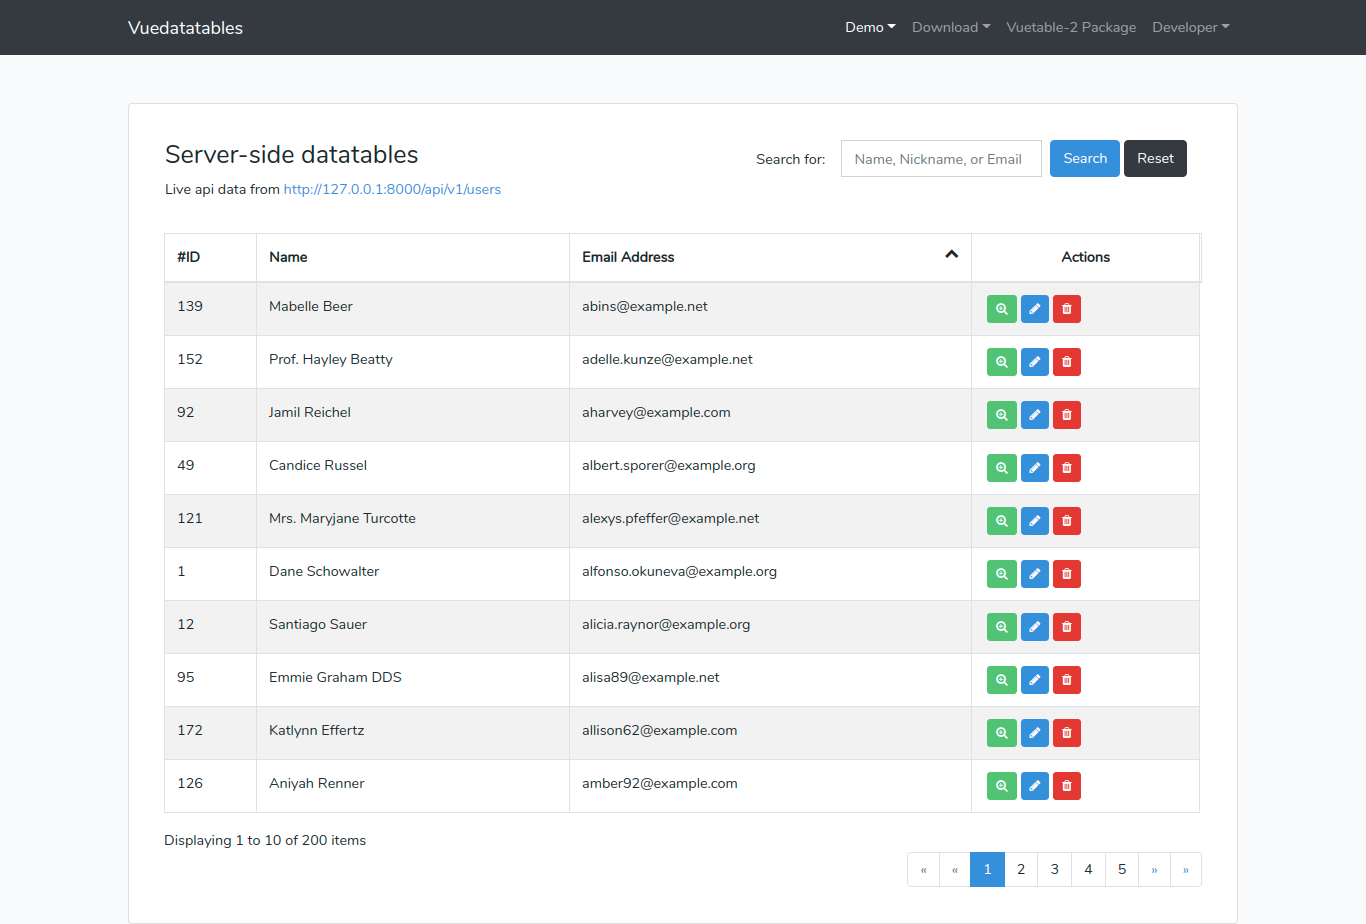 Vuedatatables Demo Download Vuetable-2 Package Developer
Server-side datatables
Search for: Name, Nickname, or Email Search Reset
Live api data from http://127.0.0.1:8000/api/v1/users
#ID Name Email Address Actions
139 Mabelle Beer abins@example.net
152 Prof. Hayley Beatty adelle.kunze@example.net
92 Jamil Reichel aharvey@example.com
49 Candice Russel albert.sporer@example.org
121 Mrs. Maryjane Turcotte alexys.pfeffer@example.net
1 Dane Schowalter alfonso.okuneva@example.org
12 Santiago Sauer alicia.raynor@example.org
95 Emmie Graham DDS alisa89@example.net
172 Katlynn Effertz allison62@example.com
126 Aniyah Renner amber92@example.com
Displaying 1 to 10 of 200 items
« « 1 2 3 4 5 » »